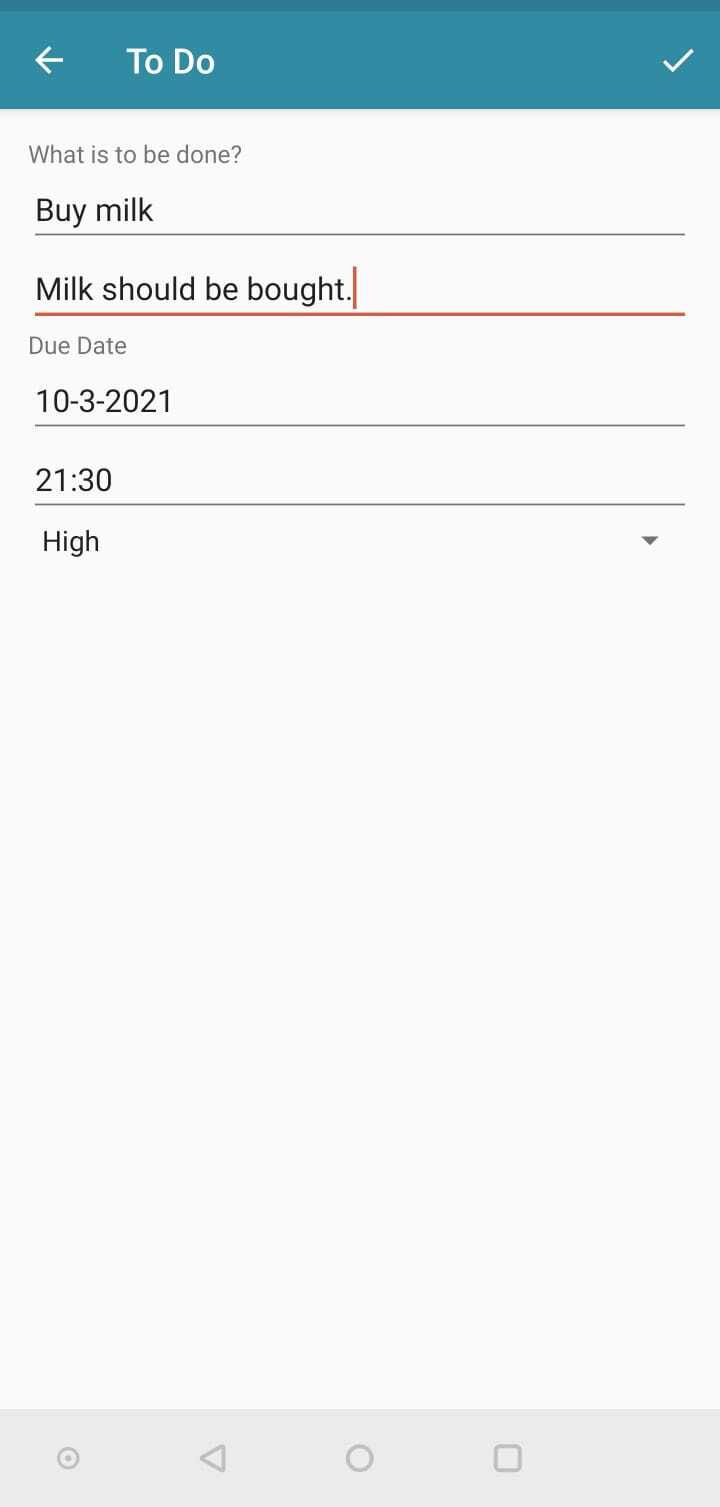 To Do
What is to be done?
Buy milk
Milk should be bought.
Due Date
10-3-2021
21:30
High